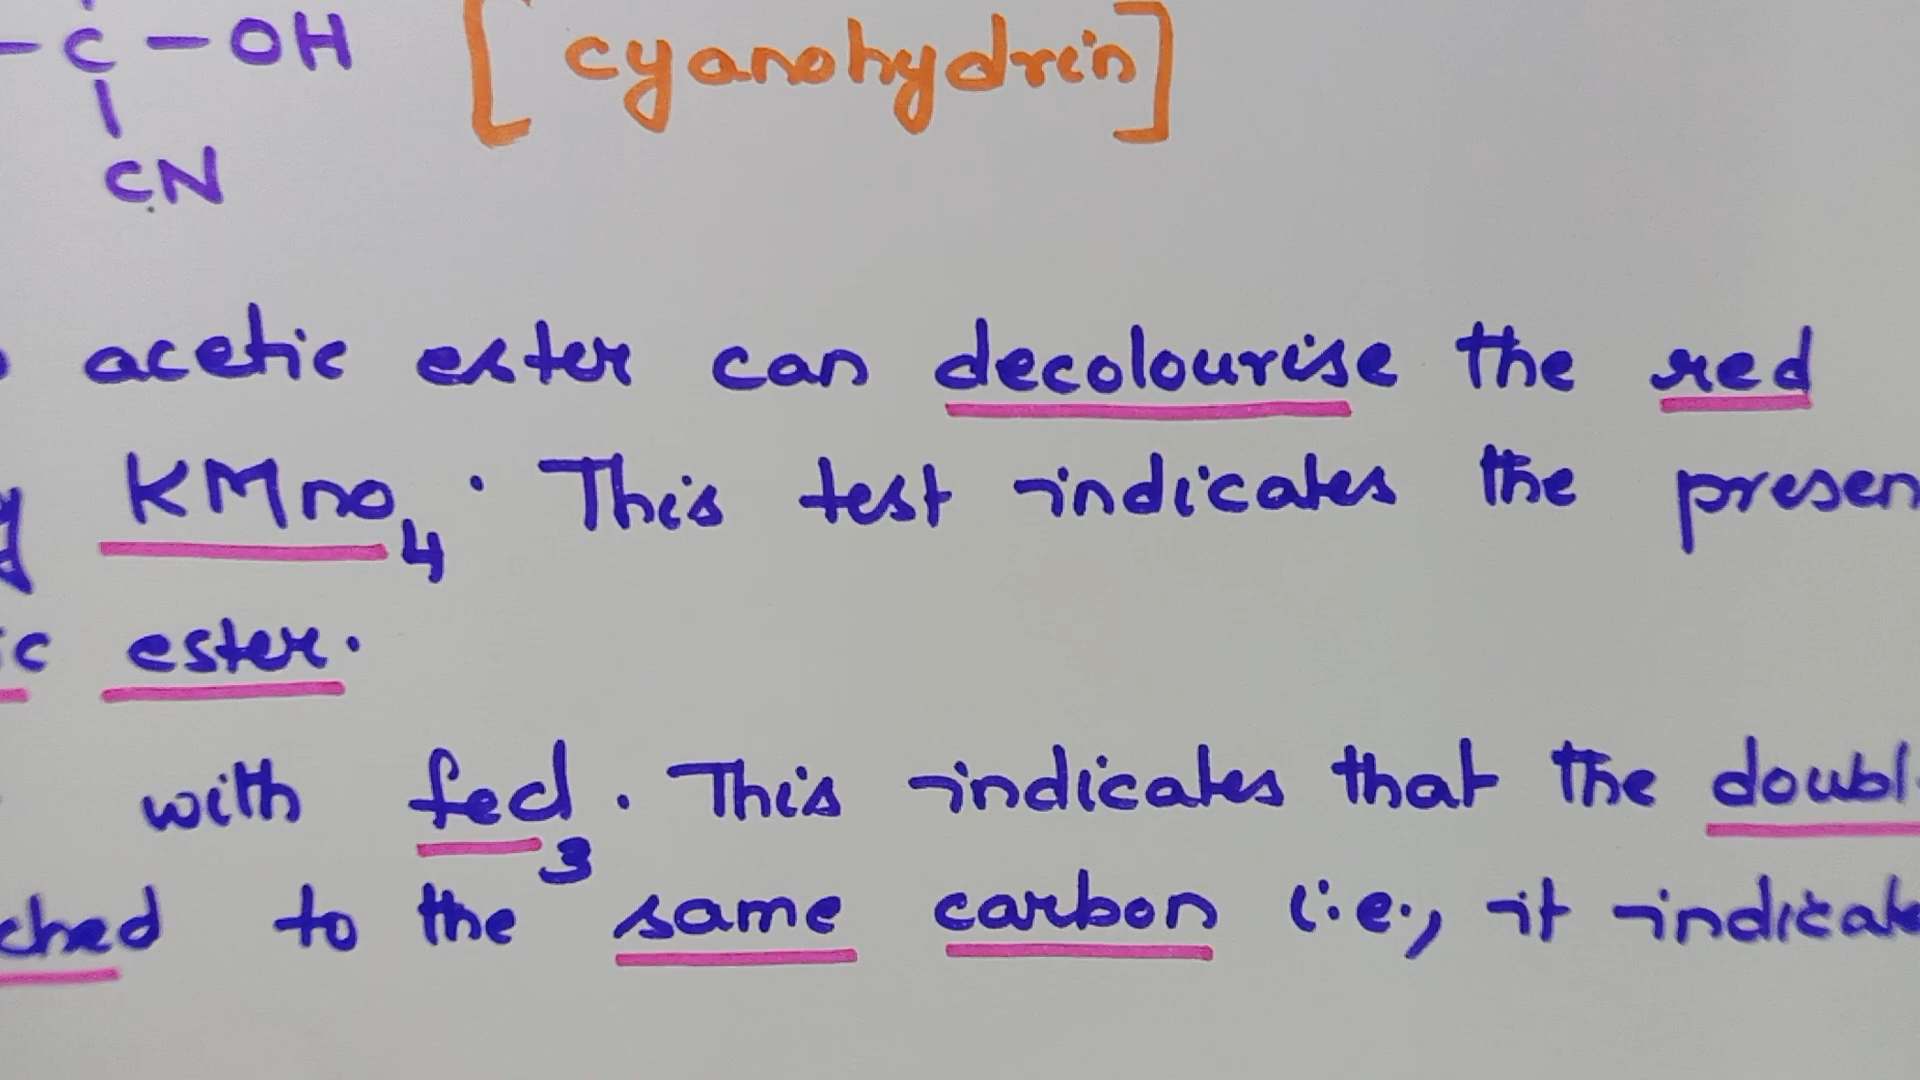 - C - OH [cyanohydrin]
CN
acetic ester can decolourise the red
y KMno4. This test indicates the presen
ic ester.
with fecl3. This indicates that the doubl
ched to the same carbon (i.e., it indicate